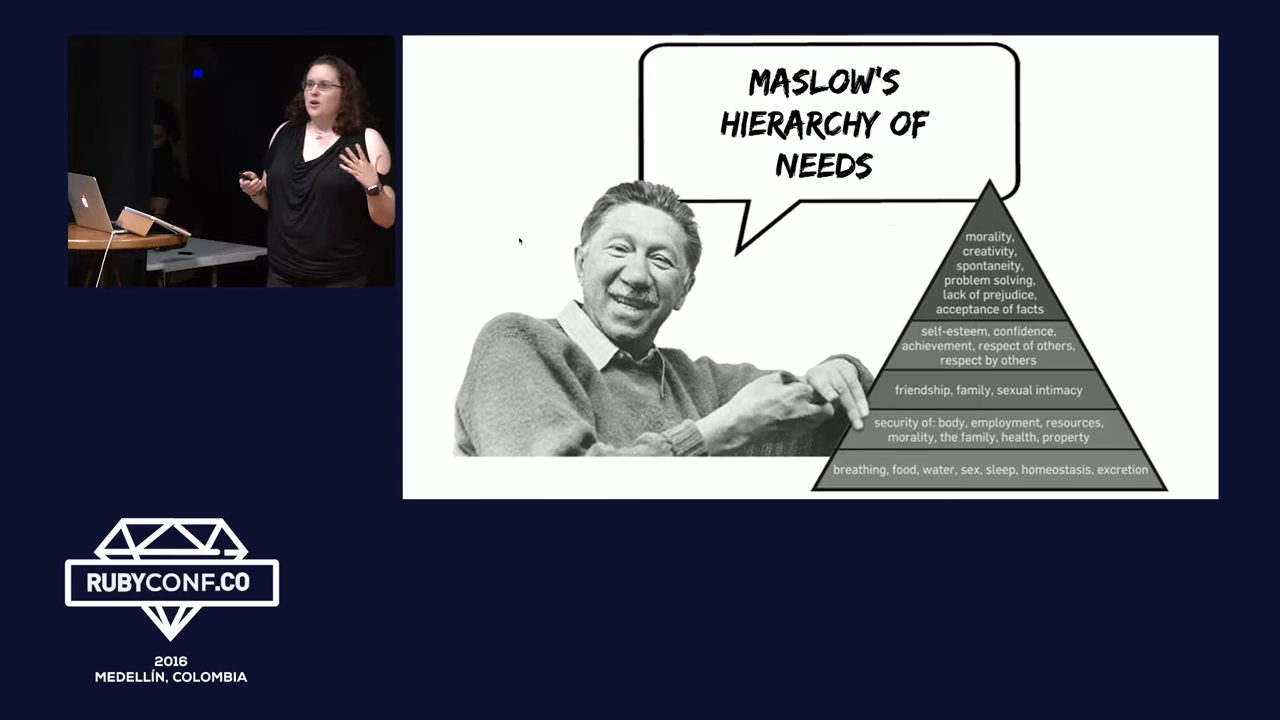 MASLOW'S
HIERARCHY OF
NEEDS
morality,
creativity,
spontaneity,
problem solving,
lack of prejudice,
acceptance of facts
self-esteem, confidence,
achievement, respect of others,
respect by others
friendship, family, sexual intimacy
security of: body, employment, resources,
morality, the family, health, property
breathing, food, water, sex, sleep, homeostasis, excretion
RUBYCONF.CO
2016
MEDELLÍN, COLOMBIA